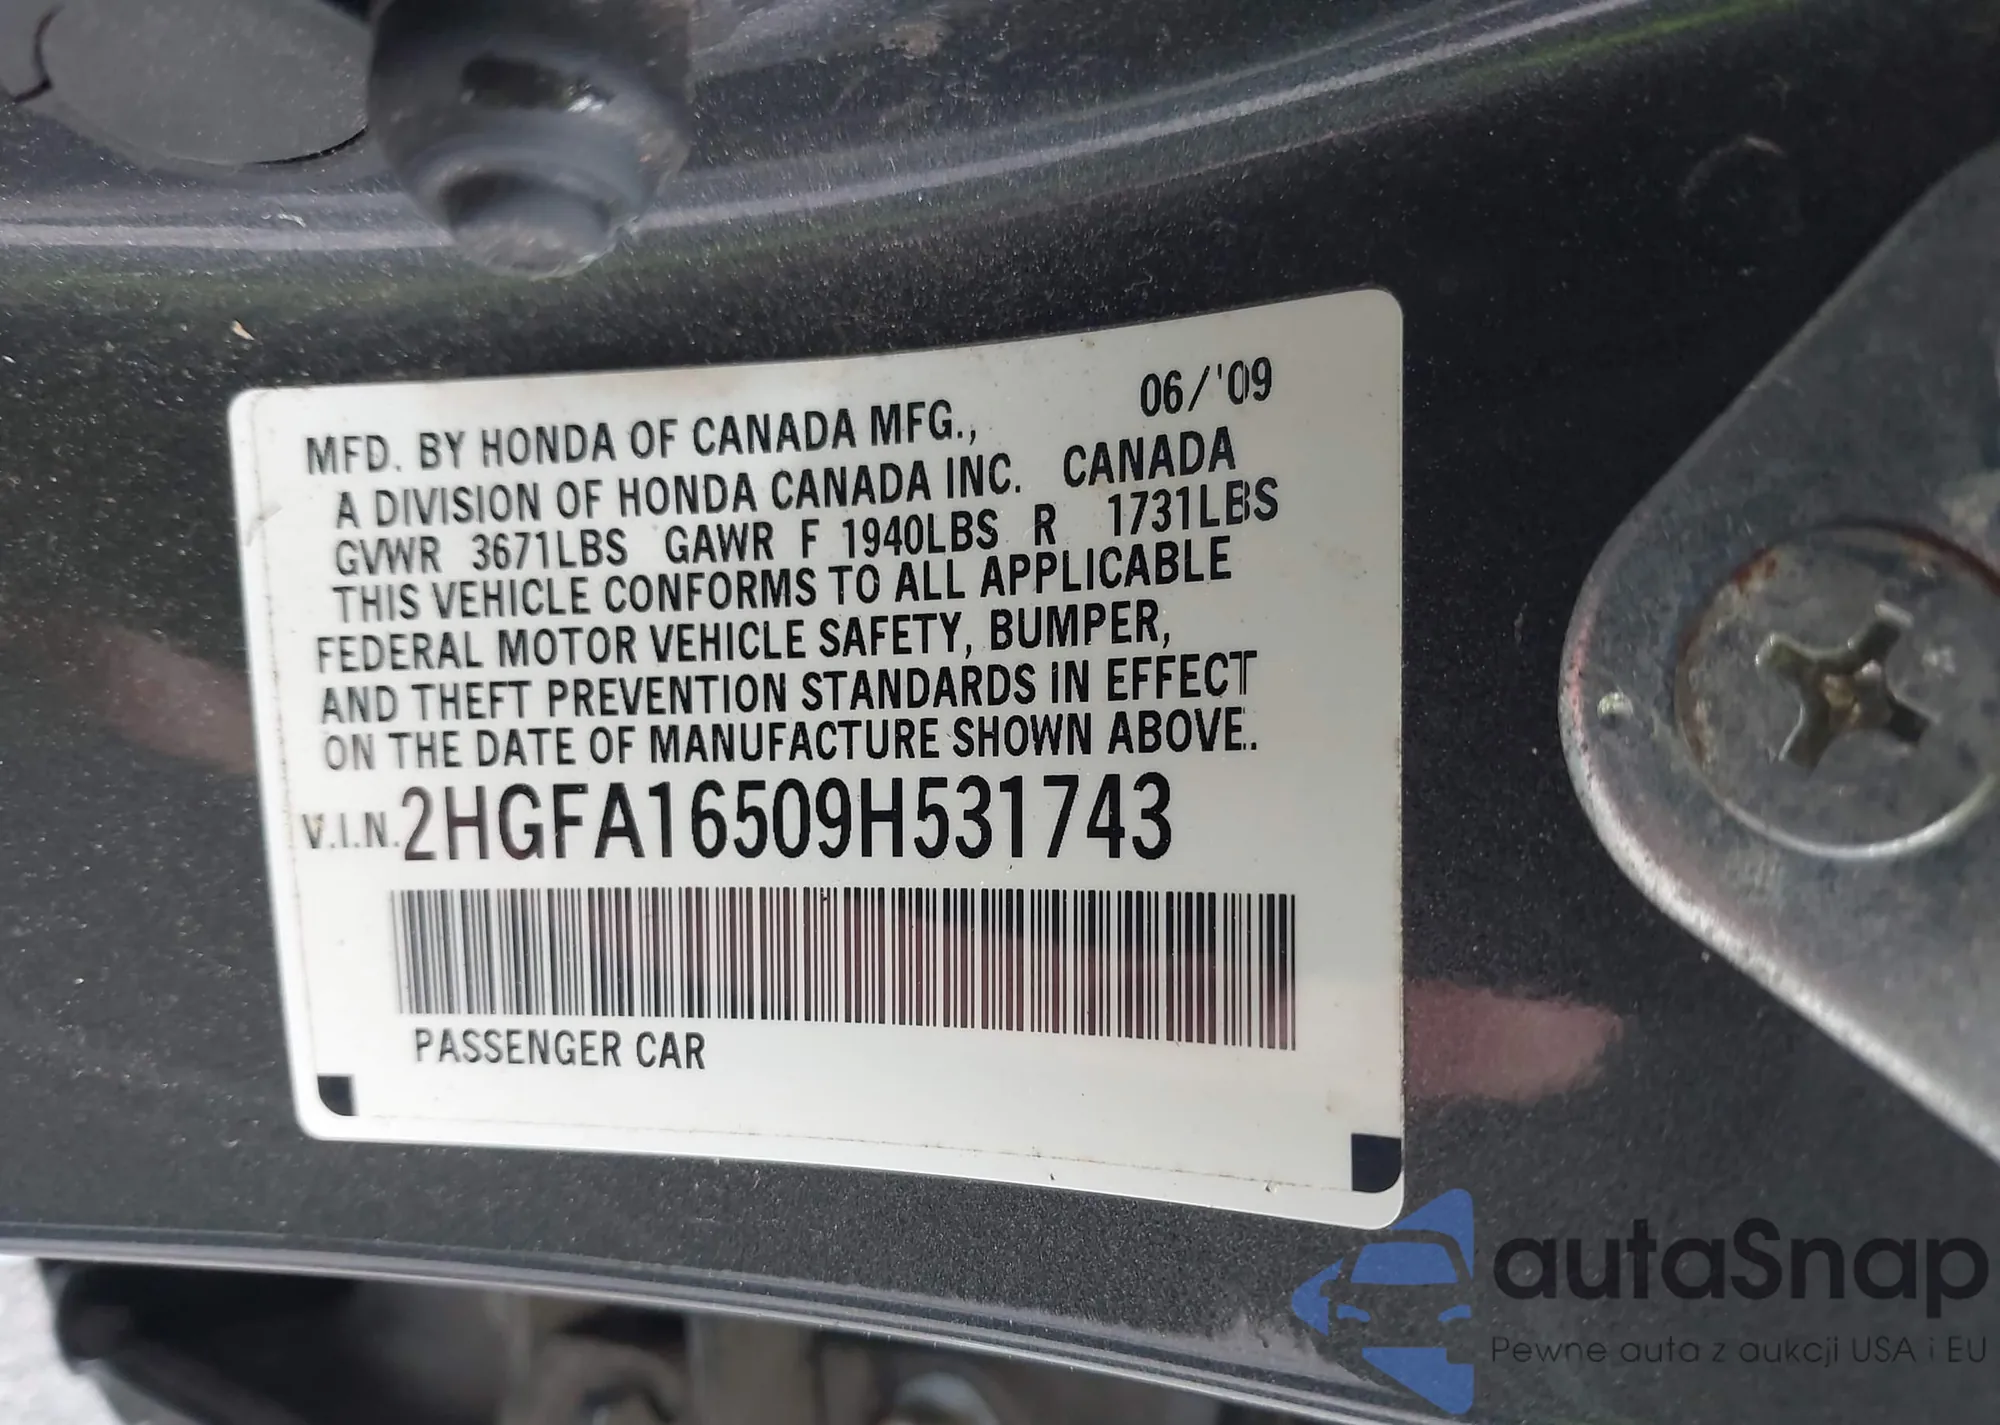 06/'09
MFD. BY HONDA OF CANADA MFG.,
A DIVISION OF HONDA CANADA INC. CANADA
GVWR 3671LBS GAWR F 1940LBS R 1731LBS
THIS VEHICLE CONFORMS TO ALL APPLICABLE
FEDERAL MOTOR VEHICLE SAFETY, BUMPER,
AND THEFT PREVENTION STANDARDS IN EFFECT
ON THE DATE OF MANUFACTURE SHOWN ABOVE.
V.I.N. 2HGFA16509H531743
PASSENGER CAR
autaSnap
Pewne auta z aukcji USA i EU